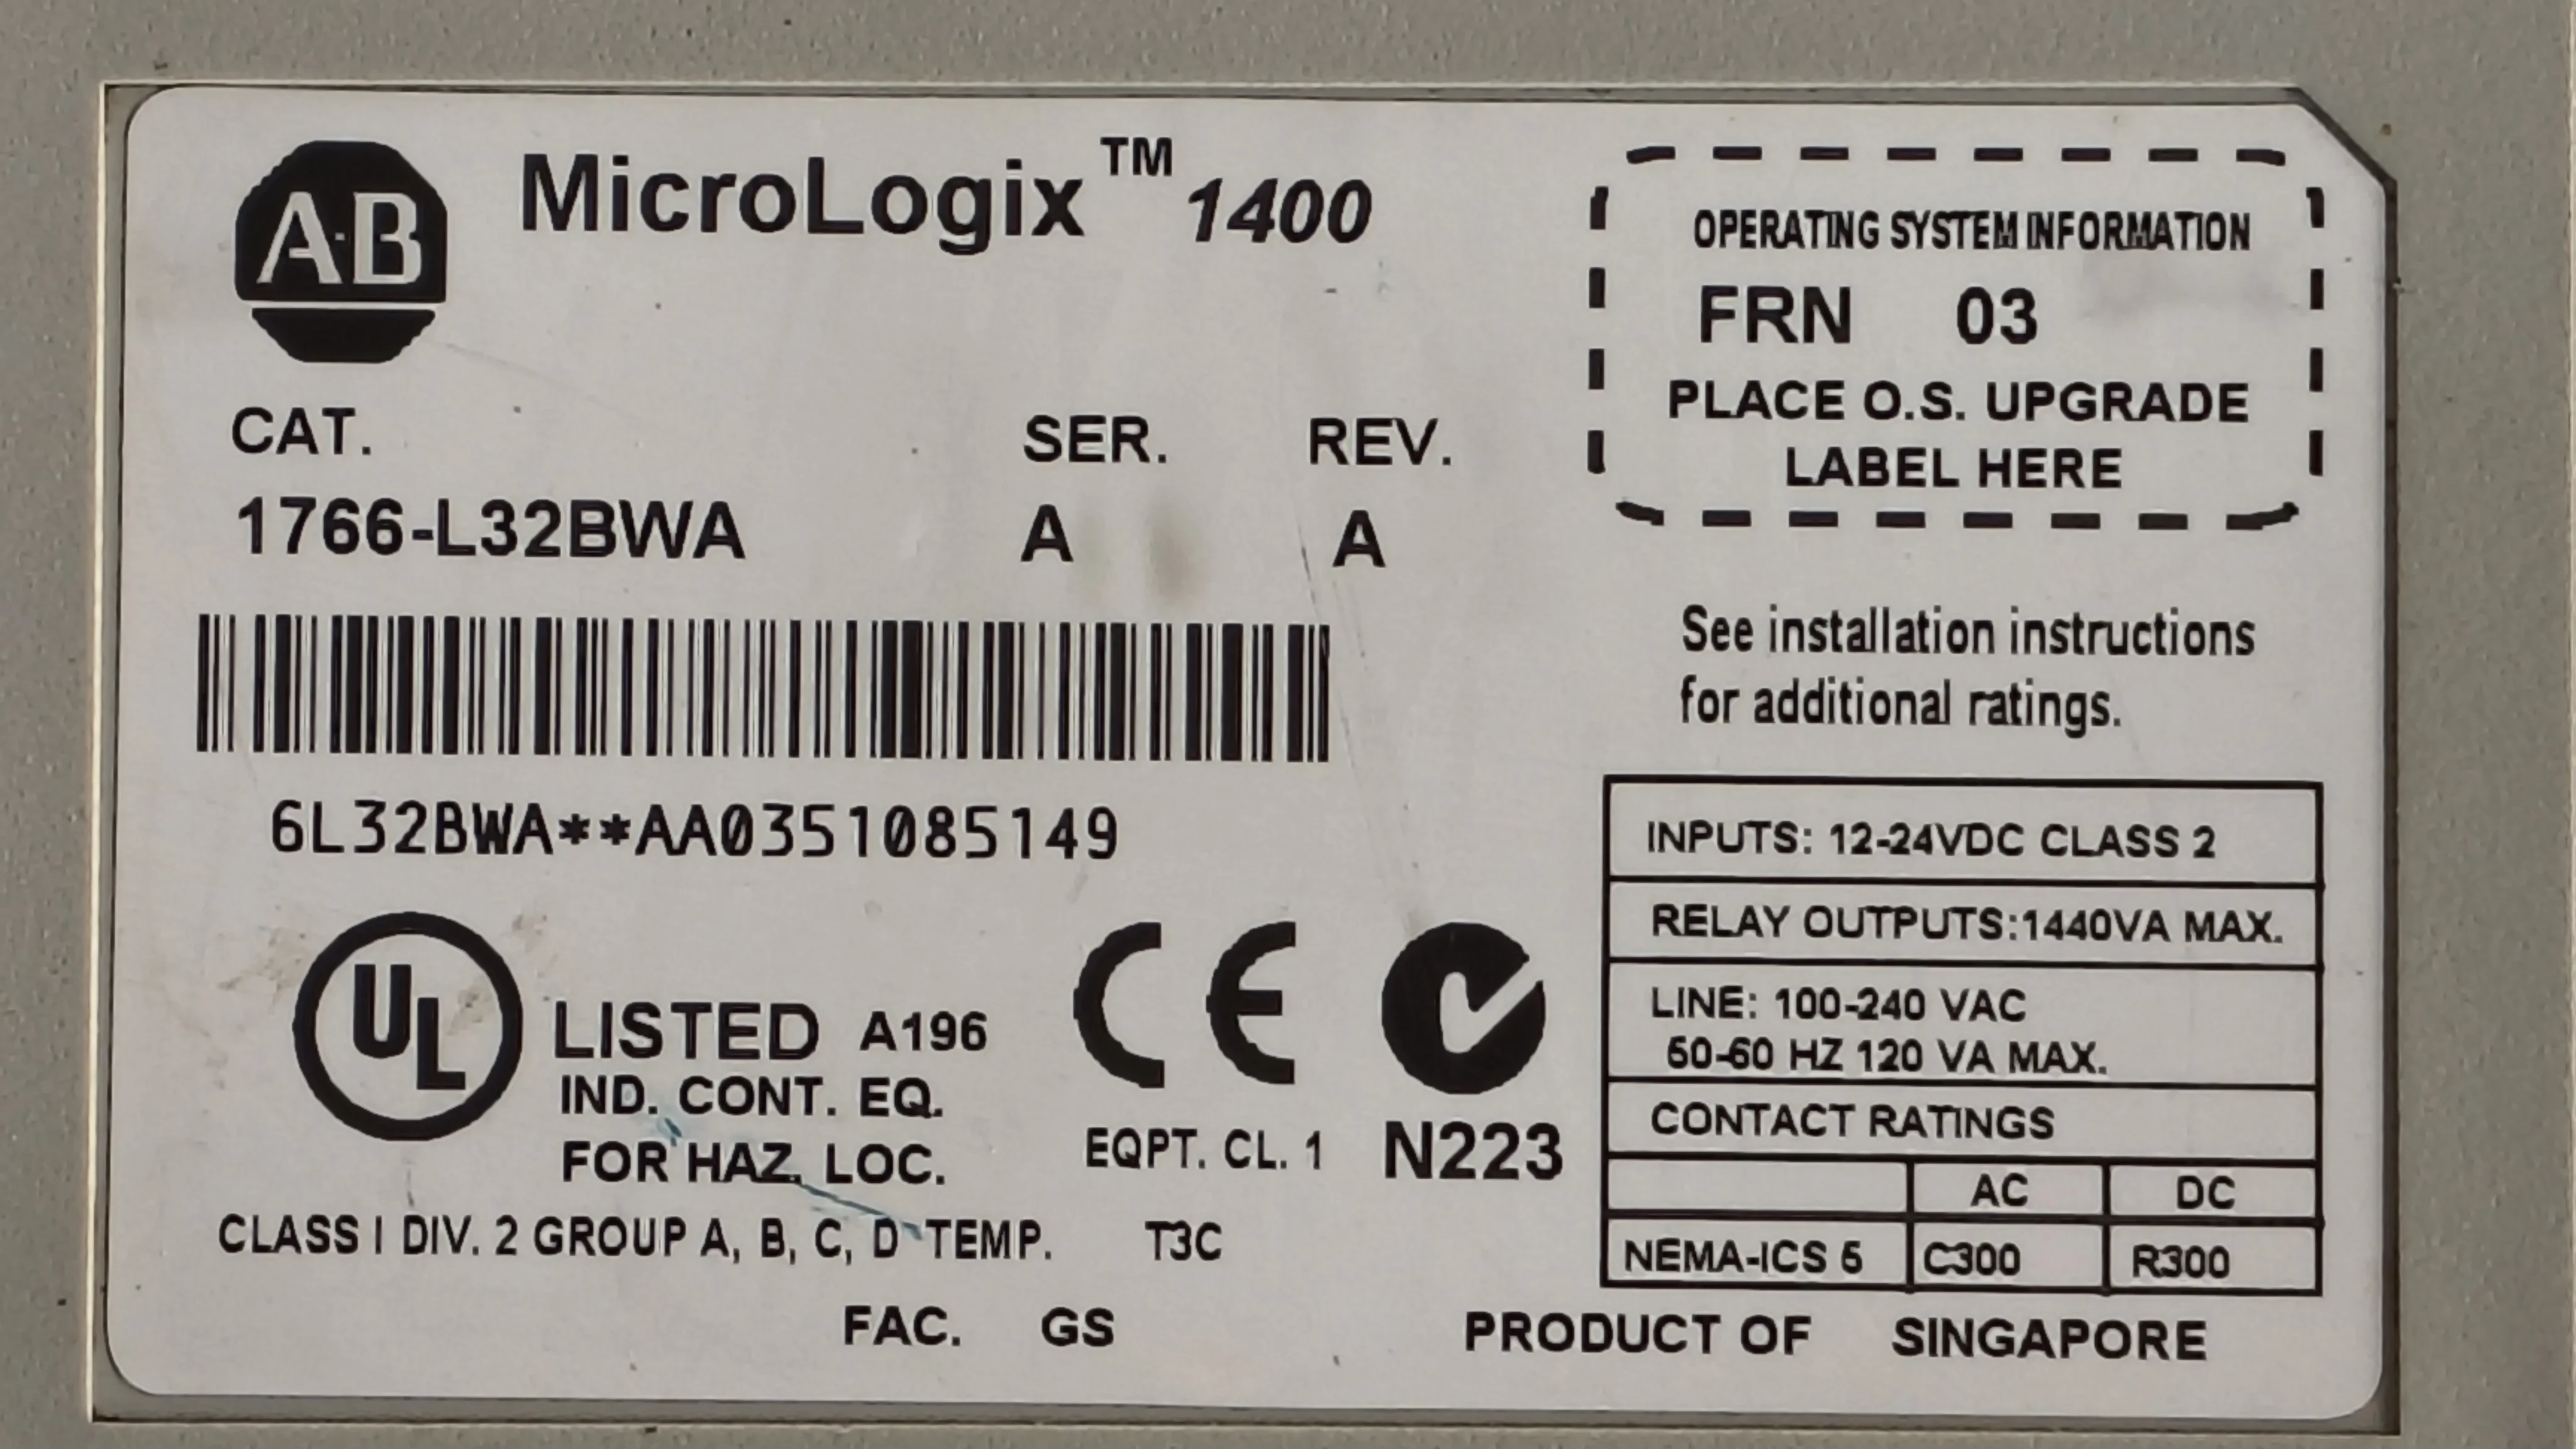 A·B
MicroLogix™ 1400
CAT. SER. REV.
1766-L32BWA A A
6L32BWA**AA0351085149
UL LISTED A196
IND. CONT. EQ.
FOR HAZ. LOC.
CE
EQPT. CL. 1
N223
CLASS I DIV. 2 GROUP A, B, C, D TEMP. T3C
FAC. GS
OPERATING SYSTEM INFORMATION
FRN 03
PLACE O.S. UPGRADE
LABEL HERE
See installation instructions
for additional ratings.
INPUTS: 12-24VDC CLASS 2
RELAY OUTPUTS:1440VA MAX.
LINE: 100-240 VAC
50-60 HZ 120 VA MAX.
CONTACT RATINGS
AC DC
NEMA-ICS 5 C300 R300
PRODUCT OF SINGAPORE